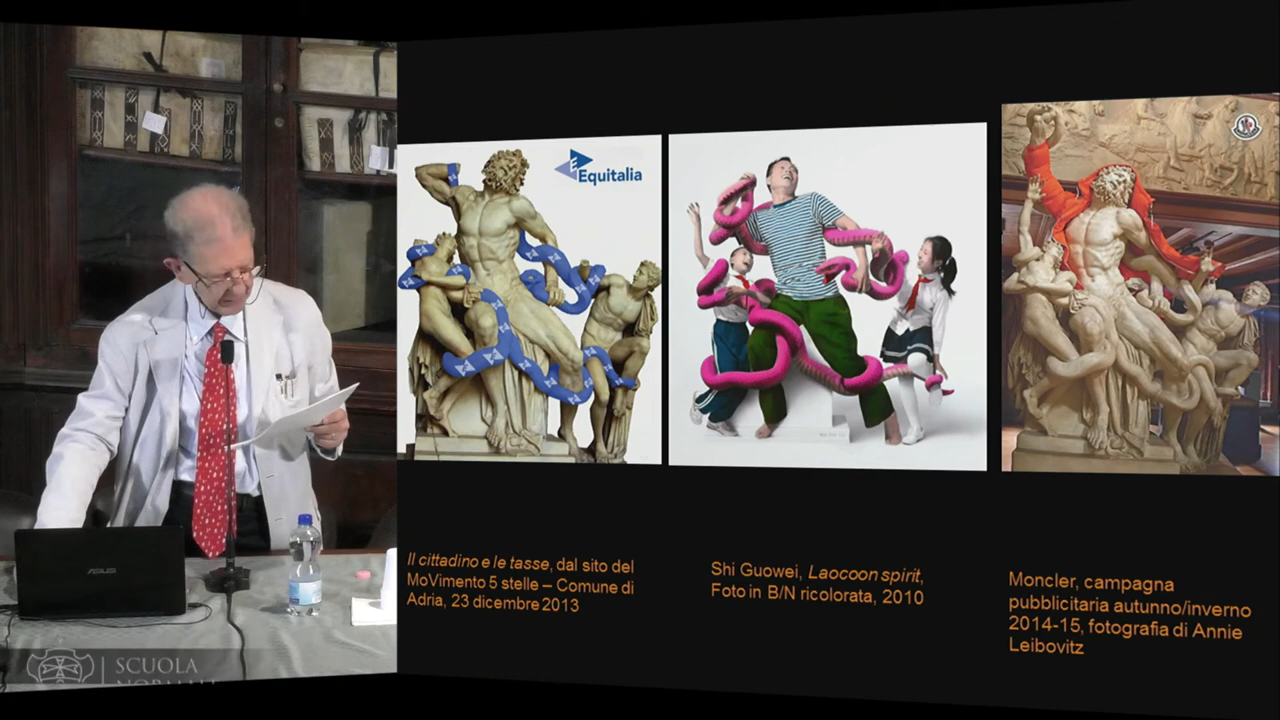 Equitalia
Il cittadino e le tasse, dal sito del
MoVimento 5 stelle – Comune di
Adria, 23 dicembre 2013
Shi Guowei, Laocoon spirit,
Foto in B/N ricolorata, 2010
Moncler, campagna
pubblicitaria autunno/inverno
2014-15, fotografia di Annie
Leibovitz
ASUS
SCUOLA